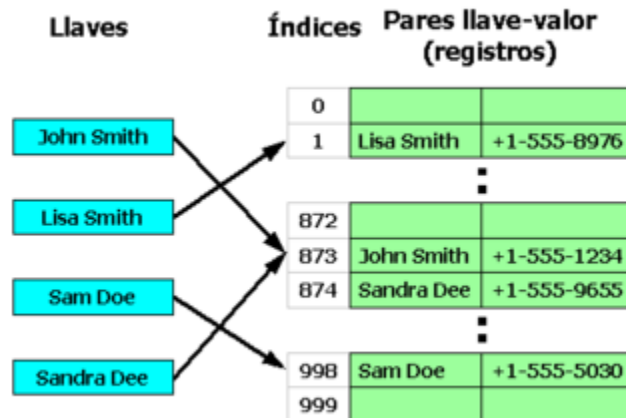 Llaves
Índices
Pares llave-valor
(registros)
John Smith
Lisa Smith
Sam Doe
Sandra Dee
0
1 Lisa Smith +1-555-8976
:
872
873 John Smith +1-555-1234
874 Sandra Dee +1-555-9655
:
998 Sam Doe +1-555-5030
999